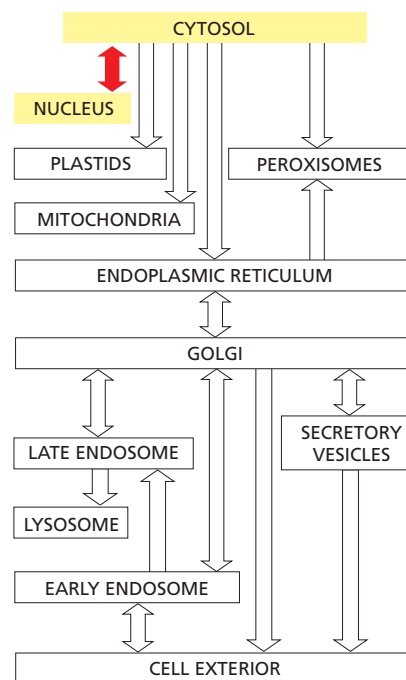 CYTOSOL
NUCLEUS
PLASTIDS
PEROXISOMES
MITOCHONDRIA
ENDOPLASMIC RETICULUM
GOLGI
LATE ENDOSOME
SECRETORY
VESICLES
LYSOSOME
EARLY ENDOSOME
CELL EXTERIOR